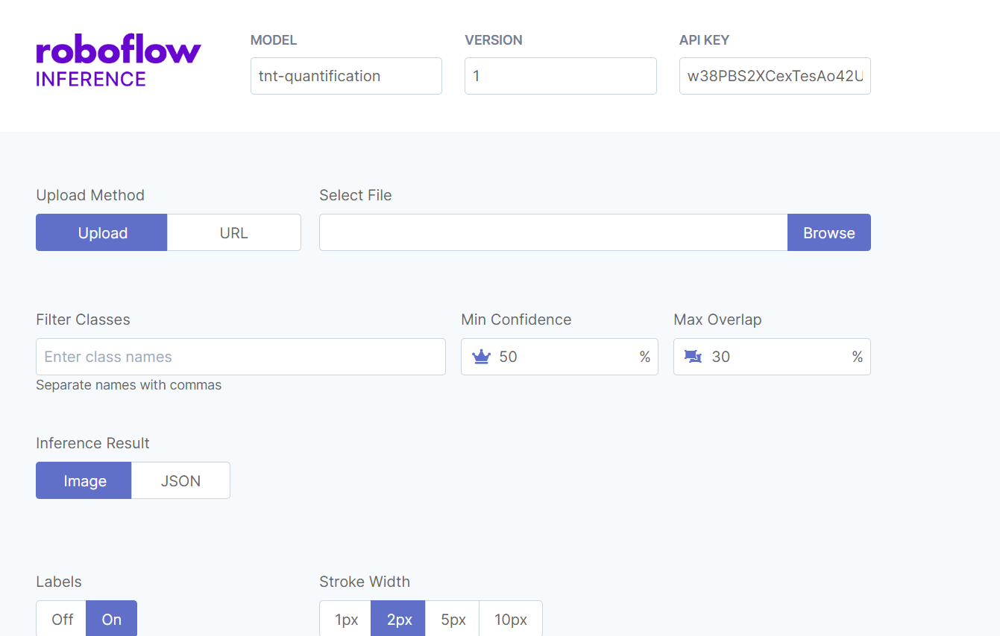 roboflow
INFERENCE
MODEL VERSION API KEY
tnt-quantification 1 w38PBS2XCexTesAo42U
Upload Method Select File
Upload URL Browse
Filter Classes Min Confidence Max Overlap
Enter class names 50 % 30 %
Separate names with commas
Inference Result
Image JSON
Labels Stroke Width
Off On 1px 2px 5px 10px